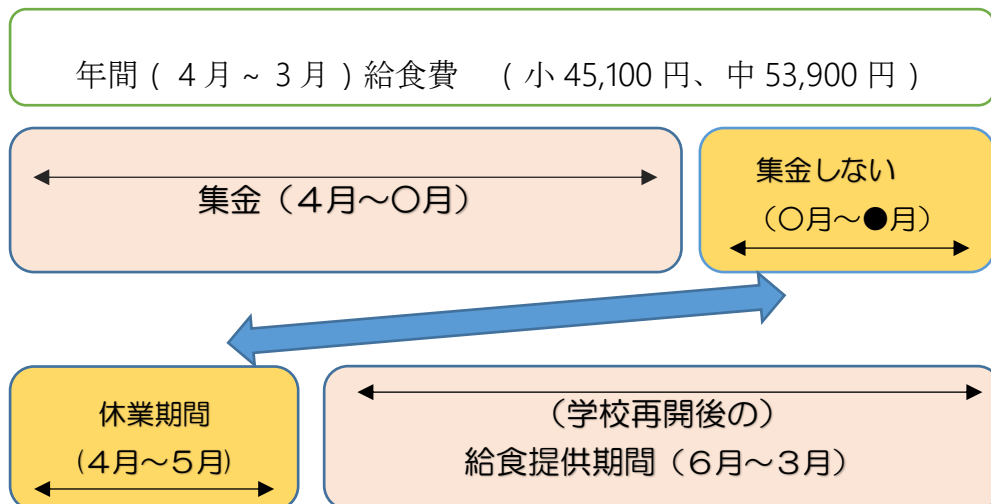 年間（４月～３月）給食費　（小 45,100 円、中 53,900 円）
集金（４月～〇月）
集金しない
（〇月～●月）
休業期間
（４月～５月）
（学校再開後の）
給食提供期間（６月～３月）